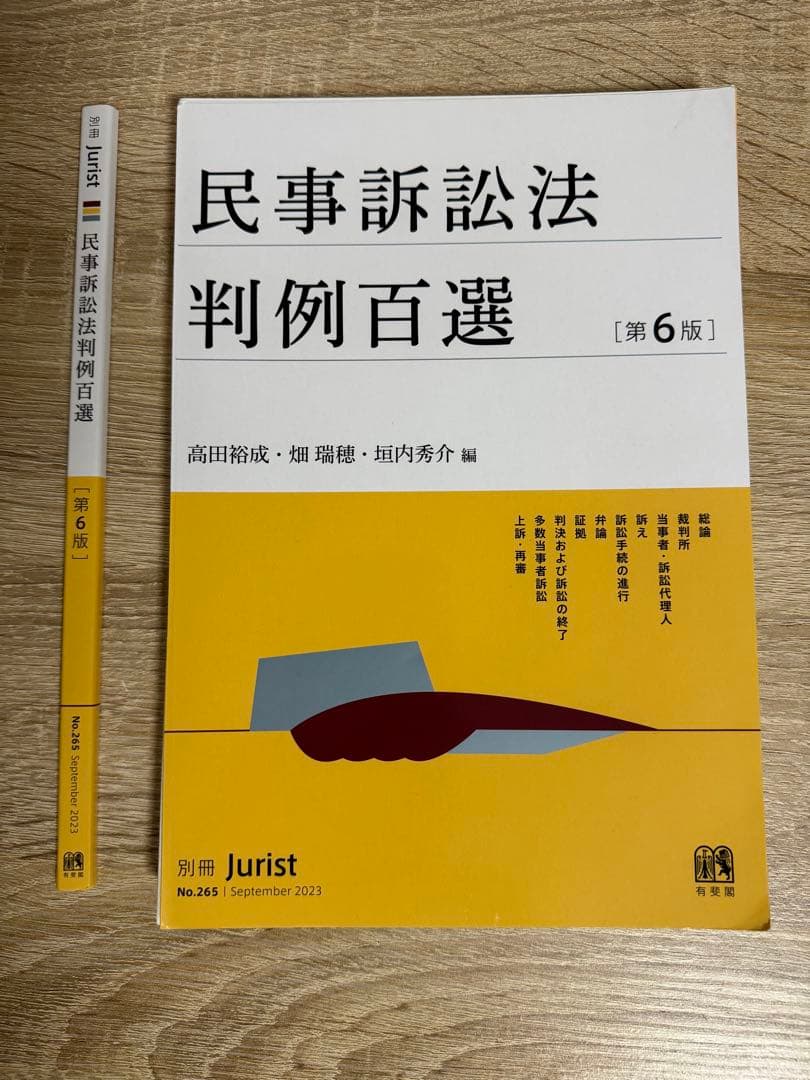 別冊 Jurist 民事訴訟法判例百選
[第6版]
No.265 September 2023
有斐閣
民事訴訟法
判例百選
[第6版]
高田裕成・畑 瑞穂・垣内秀介 編
総論
裁判所
当事者・訴訟代理人
訴え
訴訟手続の進行
弁論
証拠
判決および訴訟の終了
多数当事者訴訟
上訴・再審
別冊 Jurist
No.265 | September 2023
有斐閣